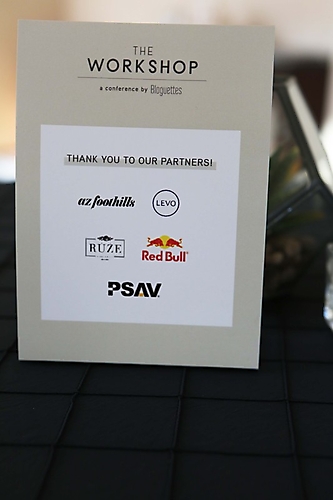 THE
WORKSHOP
a conference by Bloguettes
THANK YOU TO OUR PARTNERS!
az foothills LEVO
RUZE Red Bull
PSAV